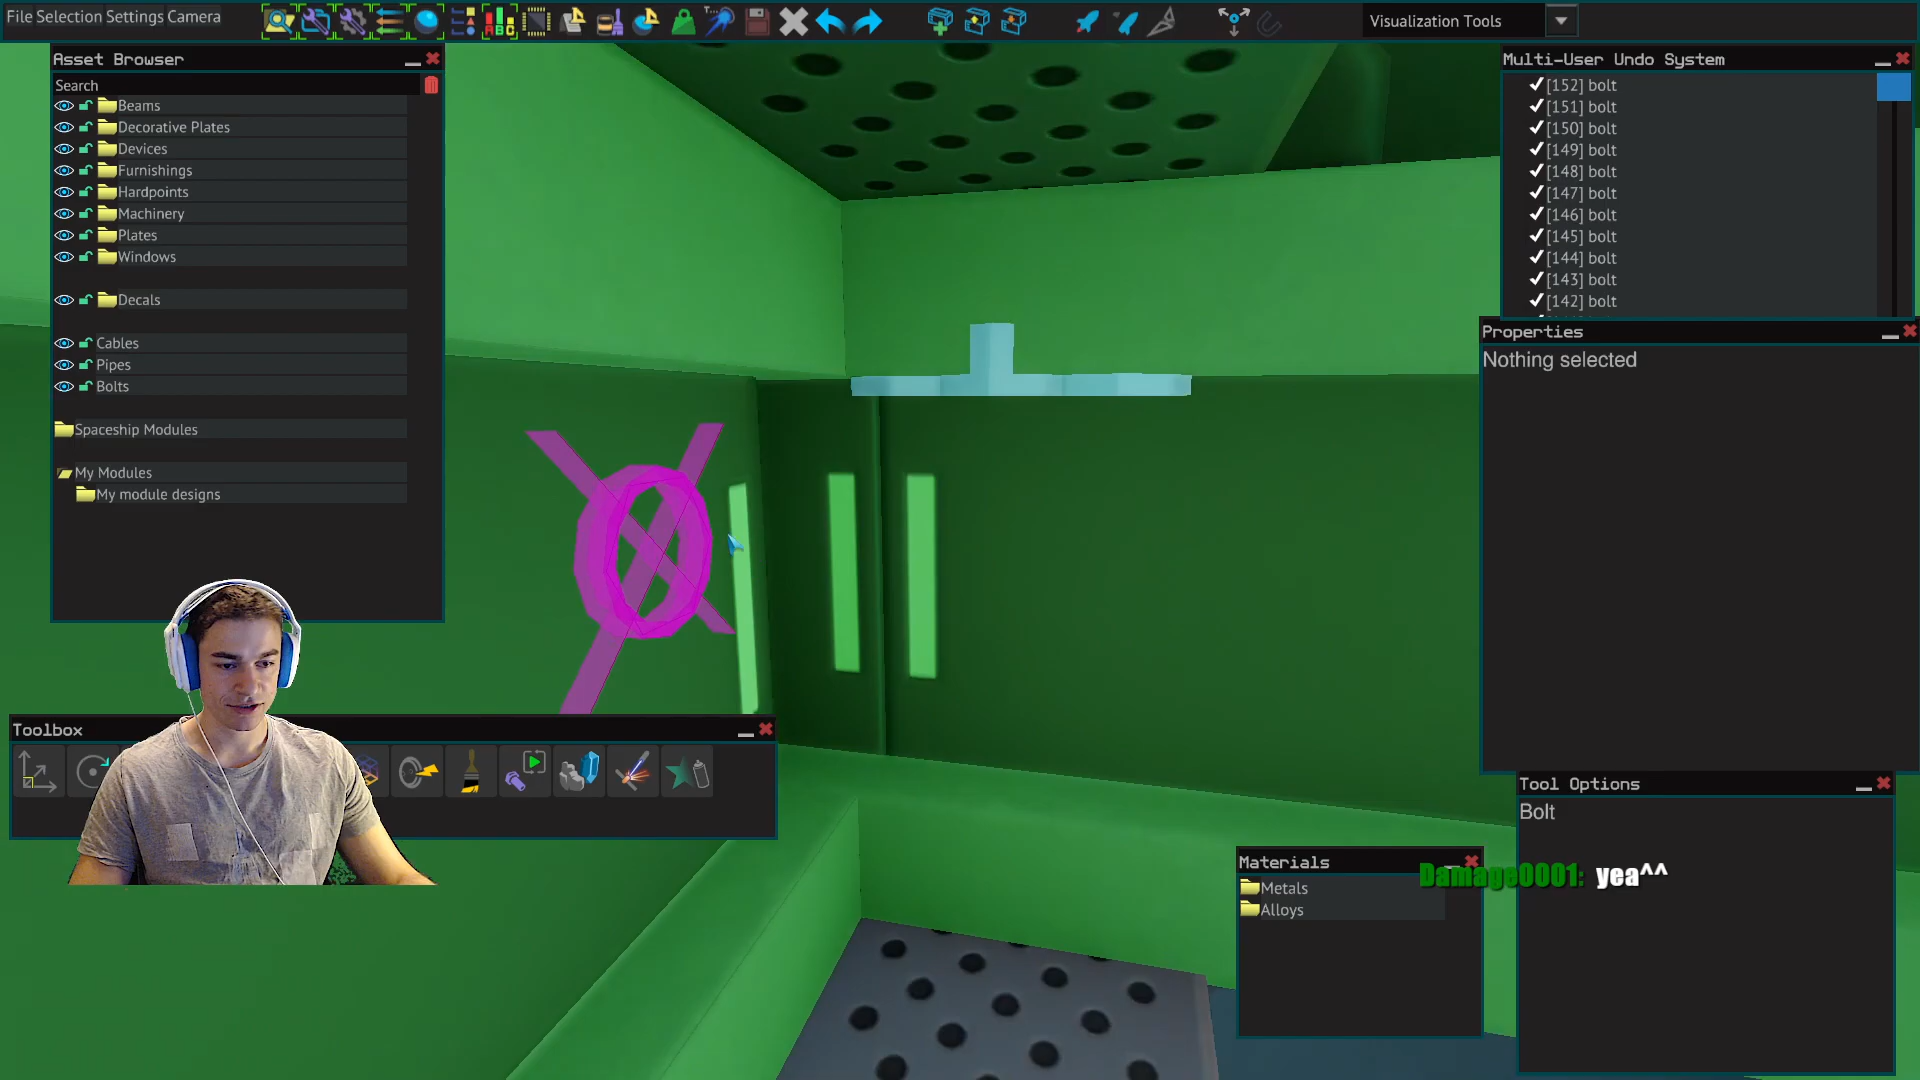 File Selection Settings Camera
ABC
Visualization Tools
Asset Browser
Search
Beams
Decorative Plates
Devices
Furnishings
Hardpoints
Machinery
Plates
Windows
Decals
Cables
Pipes
Bolts
Spaceship Modules
My Modules
My module designs
Multi-User Undo System
[152] bolt
[151] bolt
[150] bolt
[149] bolt
[148] bolt
[147] bolt
[146] bolt
[145] bolt
[144] bolt
[143] bolt
[142] bolt
Properties
Nothing selected
Toolbox
Tool Options
Bolt
Materials
Metals
Alloys
Damage0001: yea^^